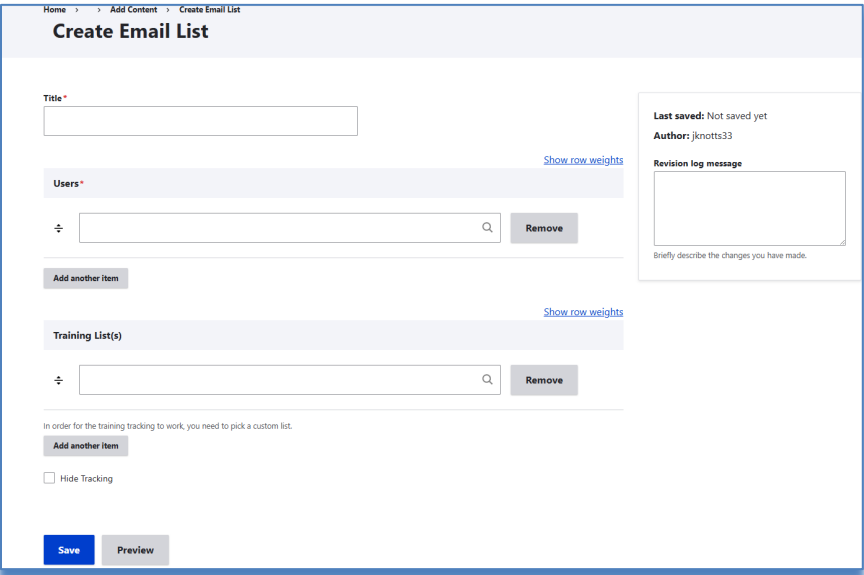 Home > > Add Content > Create Email List
Create Email List
Title*
Show row weights
Users*
Remove
Add another item
Show row weights
Training List(s)
Remove
In order for the training tracking to work, you need to pick a custom list.
Add another item
Hide Tracking
Save Preview
Last saved: Not saved yet
Author: jknotts33
Revision log message
Briefly describe the changes you have made.